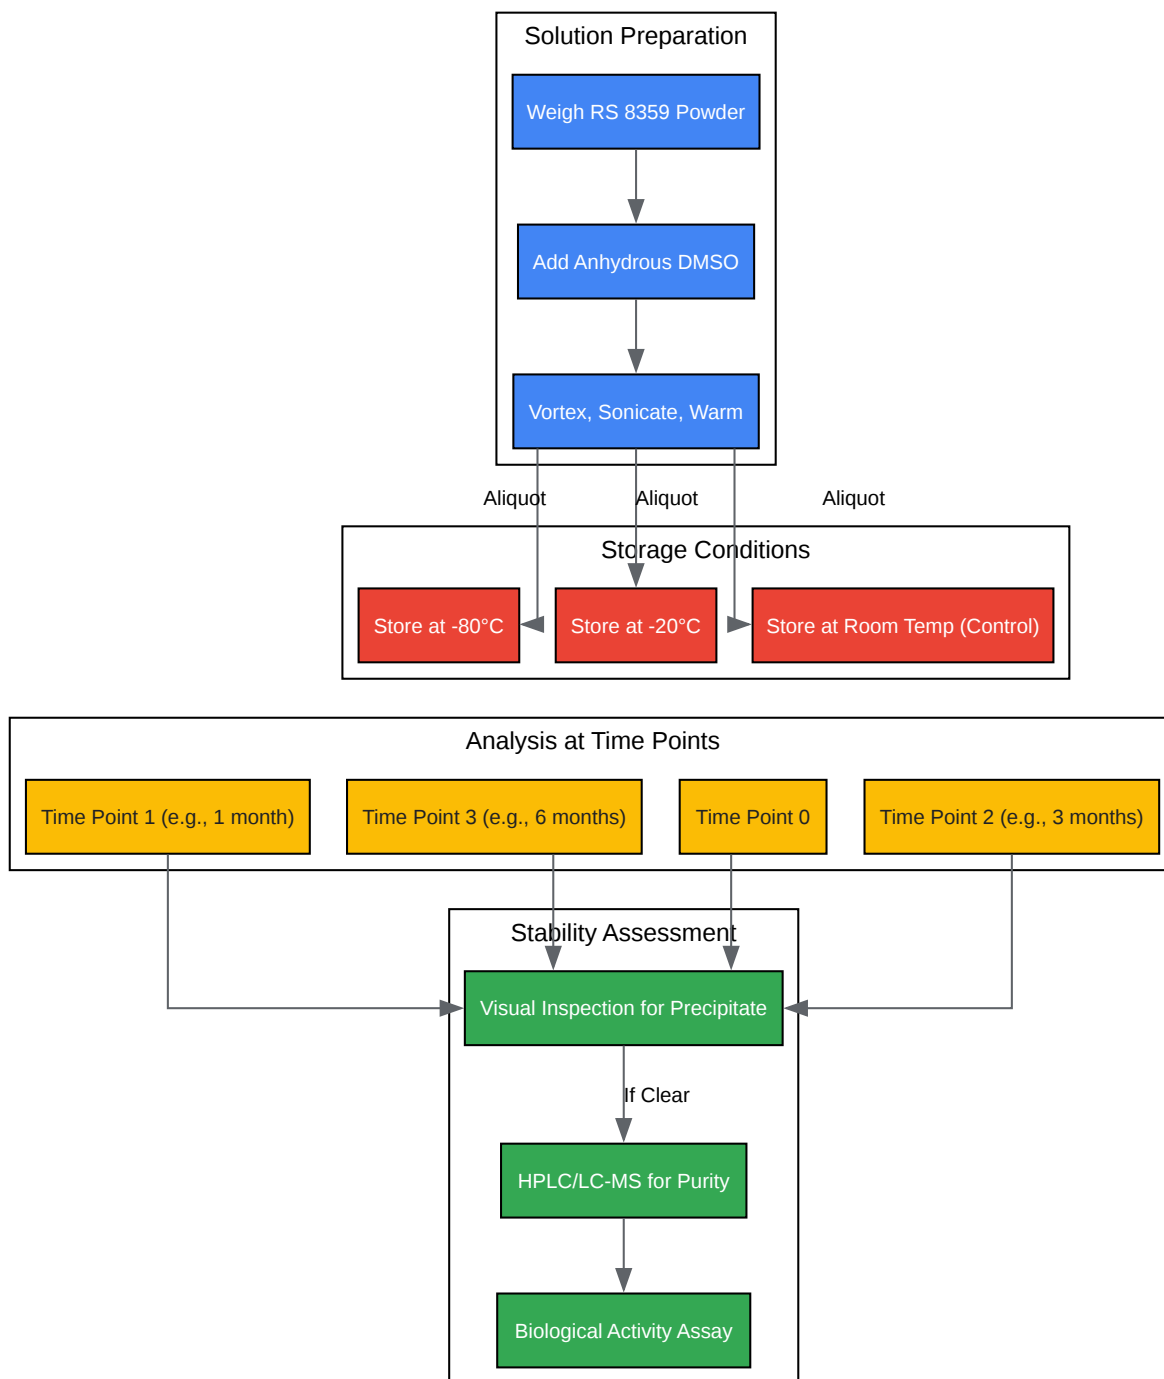 Solution Preparation
Weigh RS 8359 Powder
Add Anhydrous DMSO
Vortex, Sonicate, Warm
Aliquot
Aliquot
Aliquot
Storage Conditions
Store at -80°C
Store at -20°C
Store at Room Temp (Control)
Analysis at Time Points
Time Point 1 (e.g., 1 month)
Time Point 3 (e.g., 6 months)
Time Point 0
Time Point 2 (e.g., 3 months)
Stability Assessment
Visual Inspection for Precipitate
If Clear
HPLC/LC-MS for Purity
Biological Activity Assay